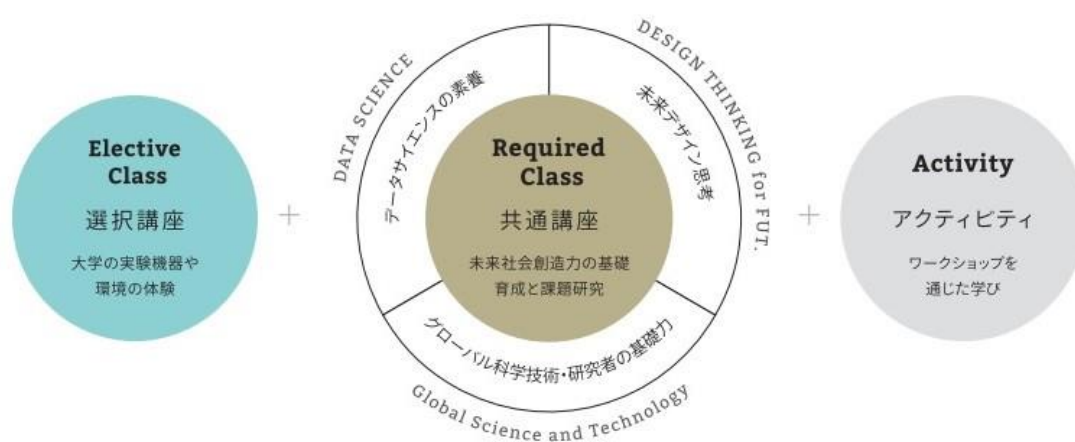 Elective
Class
選択講座
大学の実験機器や
環境の体験
+
DATA SCIENCE
データサイエンスの素養
DESIGN THINKING for FUT.
未来デザイン思考
Required
Class
共通講座
未来社会創造力の基礎
育成と課題研究
グローバル科学技術・研究者の基礎力
Global Science and Technology
+
Activity
アクティビティ
ワークショップを
通じた学び